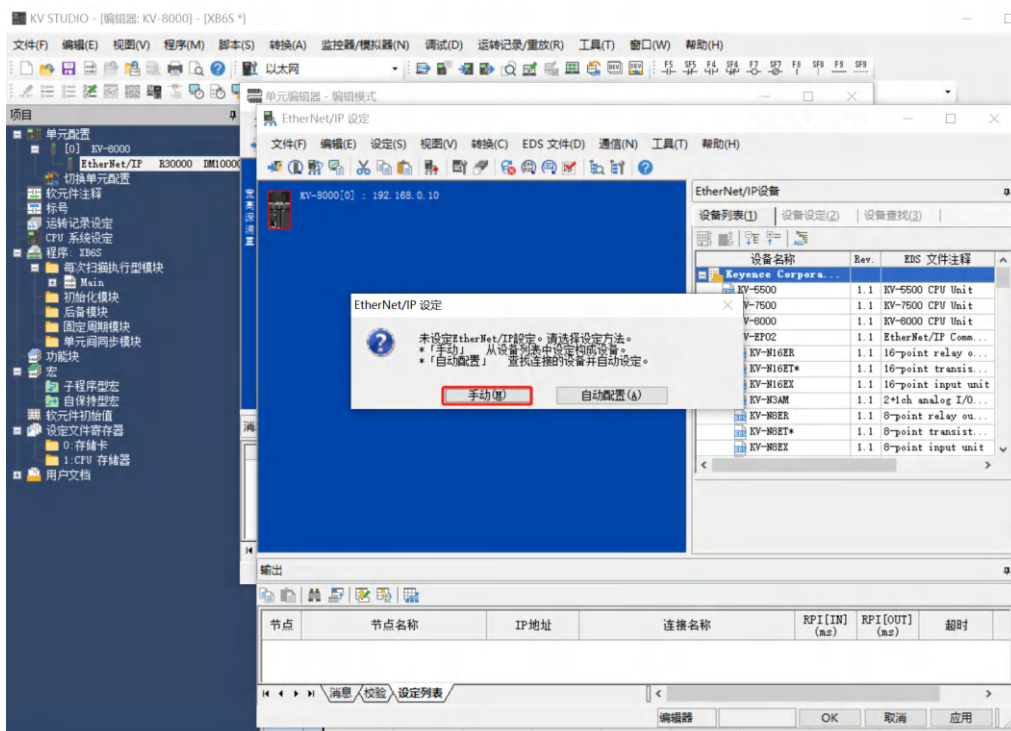 KV STUDIO - [编辑器: KV-8000] - [XB6S *]
文件(F) 编辑(E) 视图(V) 程序(M) 脚本(S) 转换(A) 监控器/模拟器(N) 调试(D) 运转记录/重放(R) 工具(T) 窗口(W) 帮助(H)
以太网
F5 SF5 F4 SF4 F7 SF7 F8 SF8 F9 SF9
项目
单元配置
[0] KV-8000
EtherNet/IP R30000 DM10000
切换单元配置
软元件注释
标号
运转记录设定
CPU 系统设定
程序: XB6S
每次扫描执行型模块
Main
初始化模块
后备模块
固定周期模块
单元间同步模块
功能块
宏
子程序型宏
自保持型宏
软元件初始值
设定文件寄存器
0:存储卡
1:CPU 存储器
用户文档
单元编辑器 - 编辑模式
EtherNet/IP 设定
文件(F) 编辑(E) 设定(S) 视图(V) 转换(C) EDS 文件(D) 通信(N) 工具(T) 帮助(H)
KV-8000[0] : 192.168.0.10
EtherNet/IP设备
设备列表(1) 设备设定(2) 设备查找(3)
设备名称 Rev. EDS 文件注释
Keyence Corpora...
KV-5500 1.1 KV-5500 CPU Unit
V-7500 1.1 KV-7500 CPU Unit
V-8000 1.1 KV-8000 CPU Unit
V-EP02 1.1 EtherNet/IP Comm...
KV-N16ER 1.1 16-point relay o...
KV-N16ET* 1.1 16-point transis...
KV-N16EX 1.1 16-point input unit
KV-N3AM 1.1 2+1ch analog I/O...
KV-N8ER 1.1 8-point relay ou...
KV-N8ET* 1.1 8-point transist...
KV-N8EX 1.1 8-point input unit
EtherNet/IP 设定
未设定EtherNet/IP设定。请选择设定方法。
*「手动」 从设备列表中设定构成设备。
*「自动配置」 查找连接的设备并自动设定。
手动(M) 自动配置(A)
输出
节点 节点名称 IP地址 连接名称 RPI[IN] (ms) RPI[OUT] (ms) 超时
消息 校验 设定列表
编辑器 OK 取消 应用